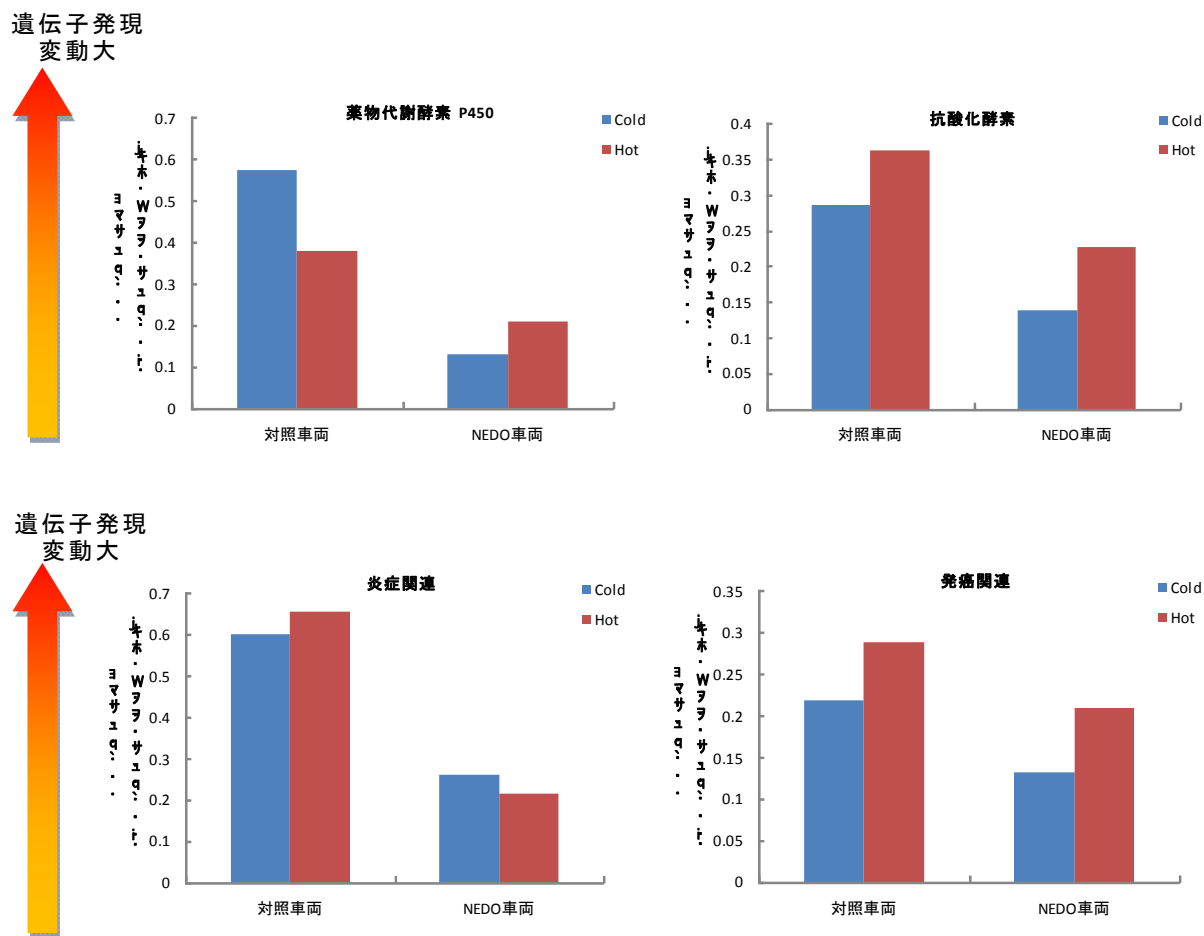 遺伝子発現
変動大
薬物代謝酵素 P450
Cold
Hot
0.7
0.6
0.5
0.4
0.3
0.2
0.1
0
対照車両
NEDO車両
抗酸化酵素
Cold
Hot
0.4
0.35
0.3
0.25
0.2
0.15
0.1
0.05
0
対照車両
NEDO車両
遺伝子発現
変動大
炎症関連
Cold
Hot
0.7
0.6
0.5
0.4
0.3
0.2
0.1
0
対照車両
NEDO車両
発癌関連
Cold
Hot
0.35
0.3
0.25
0.2
0.15
0.1
0.05
0
対照車両
NEDO車両